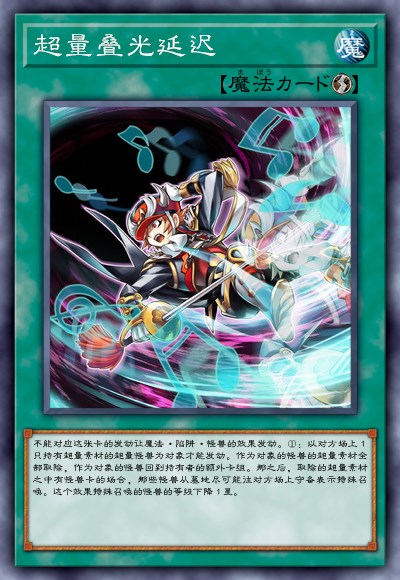 超量叠光延迟
魔
【魔法カード】
まほう
不能对应这张卡的发动让魔法·陷阱·怪兽的效果发动。①:以对方场上1
只持有超量素材的超量怪兽为对象才能发动。作为对象的怪兽的超量素材全
部取除,作为对象的怪兽回到持有者的额外卡组。那之后,取除的超量素材
之中有怪兽卡的场合,那些怪兽从墓地尽可能往对方场上守备表示特殊召
唤。这个效果特殊召唤的怪兽的等级下降1星。